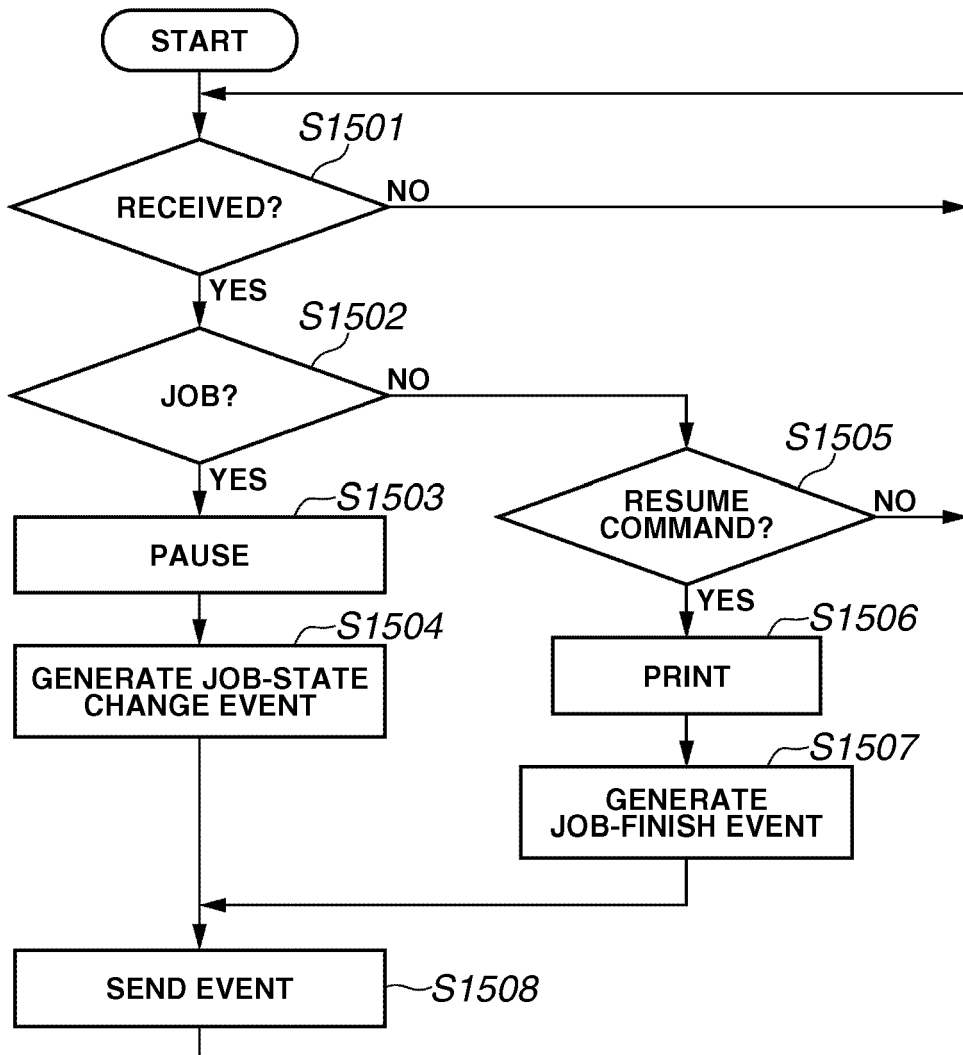 START
S1501
RECEIVED?
NO
YES
S1502
JOB?
NO
YES
S1503
PAUSE
S1504
GENERATE JOB-STATE
CHANGE EVENT
S1505
RESUME
COMMAND?
NO
YES
S1506
PRINT
S1507
GENERATE
JOB-FINISH EVENT
SEND EVENT
S1508